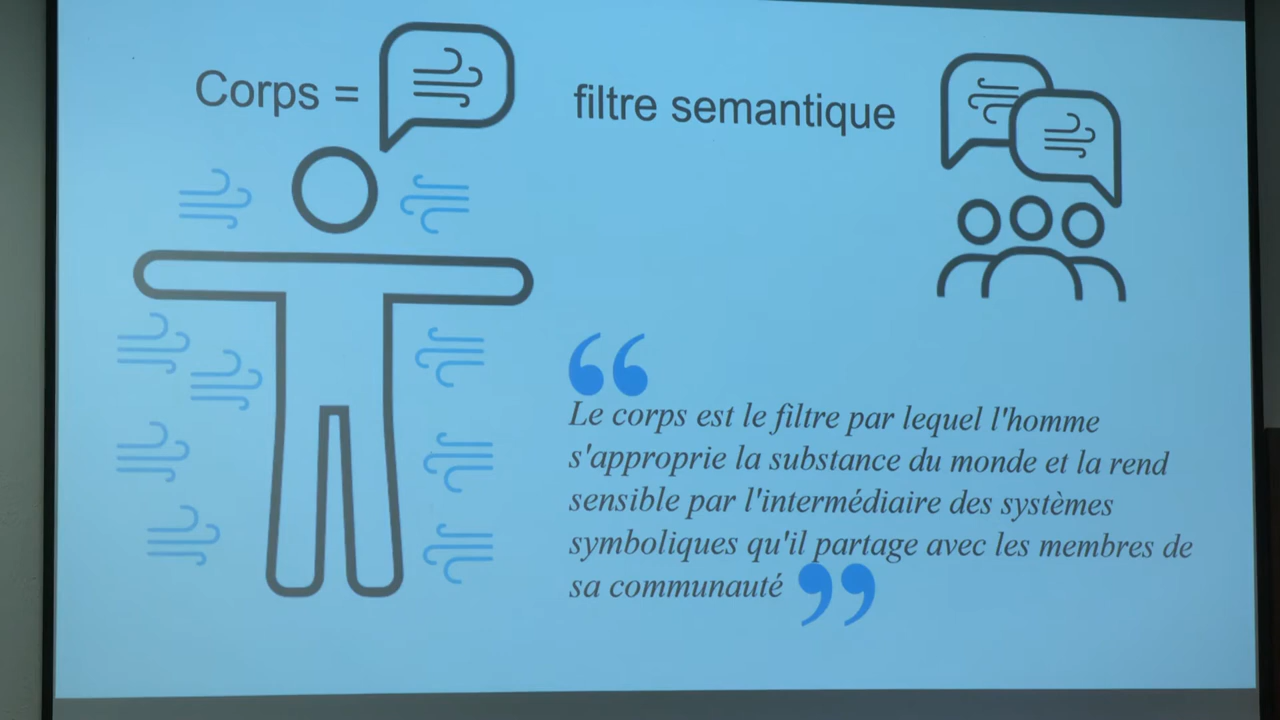 Corps =
filtre semantique
“
Le corps est le filtre par lequel l'homme
s'approprie la substance du monde et la rend
sensible par l'intermédiaire des systèmes
symboliques qu'il partage avec les membres de
sa communauté ”